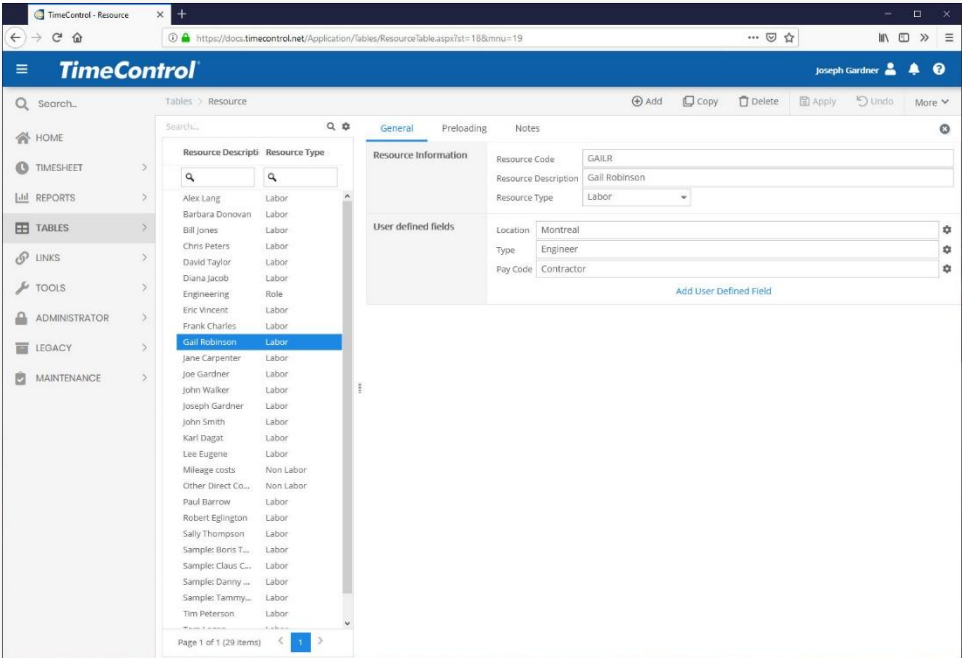 TimeControl - Resource
https://docs.timecontrol.net/Application/Tables/ResourceTable.aspx?st=18&mnu=19
TimeControl
Joseph Gardner
Search...
HOME
TIMESHEET
REPORTS
TABLES
LINKS
TOOLS
ADMINISTRATOR
LEGACY
MAINTENANCE
Tables > Resource
Add Copy Delete Apply Undo More
Search...
Resource Descripti Resource Type
Alex Lang Labor
Barbara Donovan Labor
Bill Jones Labor
Chris Peters Labor
David Taylor Labor
Diana Jacob Labor
Engineering Role
Eric Vincent Labor
Frank Charles Labor
Gail Robinson Labor
Jane Carpenter Labor
Joe Gardner Labor
John Walker Labor
Joseph Gardner Labor
John Smith Labor
Karl Dagat Labor
Lee Eugene Labor
Mileage costs Non Labor
Other Direct Co... Non Labor
Paul Barrow Labor
Robert Eglington Labor
Sally Thompson Labor
Sample: Boris T... Labor
Sample: Claus C... Labor
Sample: Danny ... Labor
Sample: Tammy... Labor
Tim Peterson Labor
Page 1 of 1 (29 items) < 1 >
General Preloading Notes
Resource Information
Resource Code GAILR
Resource Description Gail Robinson
Resource Type Labor
User defined fields
Location Montreal
Type Engineer
Pay Code Contractor
Add User Defined Field